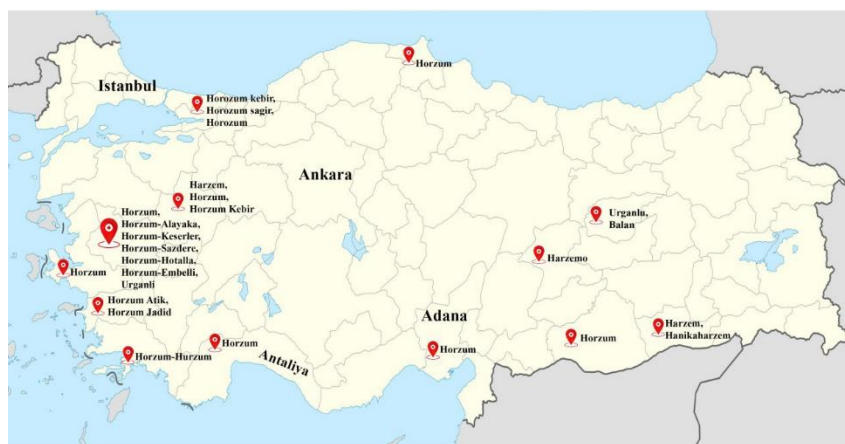 Horzum
Istanbul
Horozum kebir,
Horozum sagir,
Horozum
Ankara
Harzem,
Horzum,
Horzum Kebir
Horzum,
Horzum-Alayaka,
Horzum-Keserler,
Horzum-Sazdere,
Horzum-Hotalla,
Horzum-Embelli,
Urganli
Urganlu,
Balan
Harzemo
Horzum
Horzum Atik,
Horzum Jadid
Adana
Harzem,
Hanikaharzem
Horzum
Horzum
Horzum
Horzum-Hurzum
Antaliya